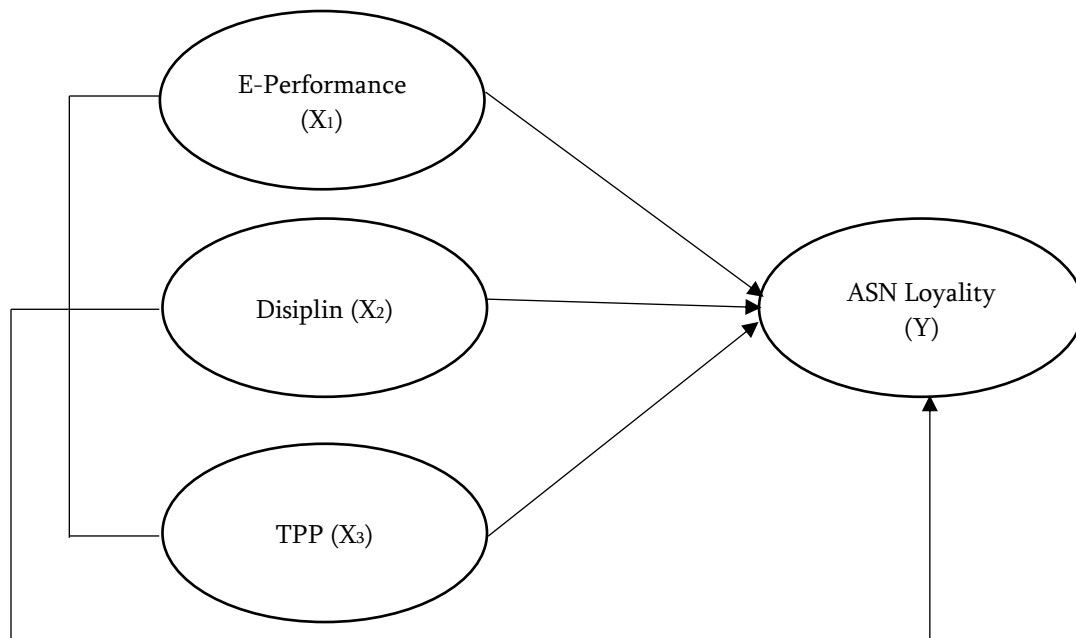 E-Performance
(X₁)
Disiplin (X₂)
TPP (X₃)
ASN Loyality
(Y)